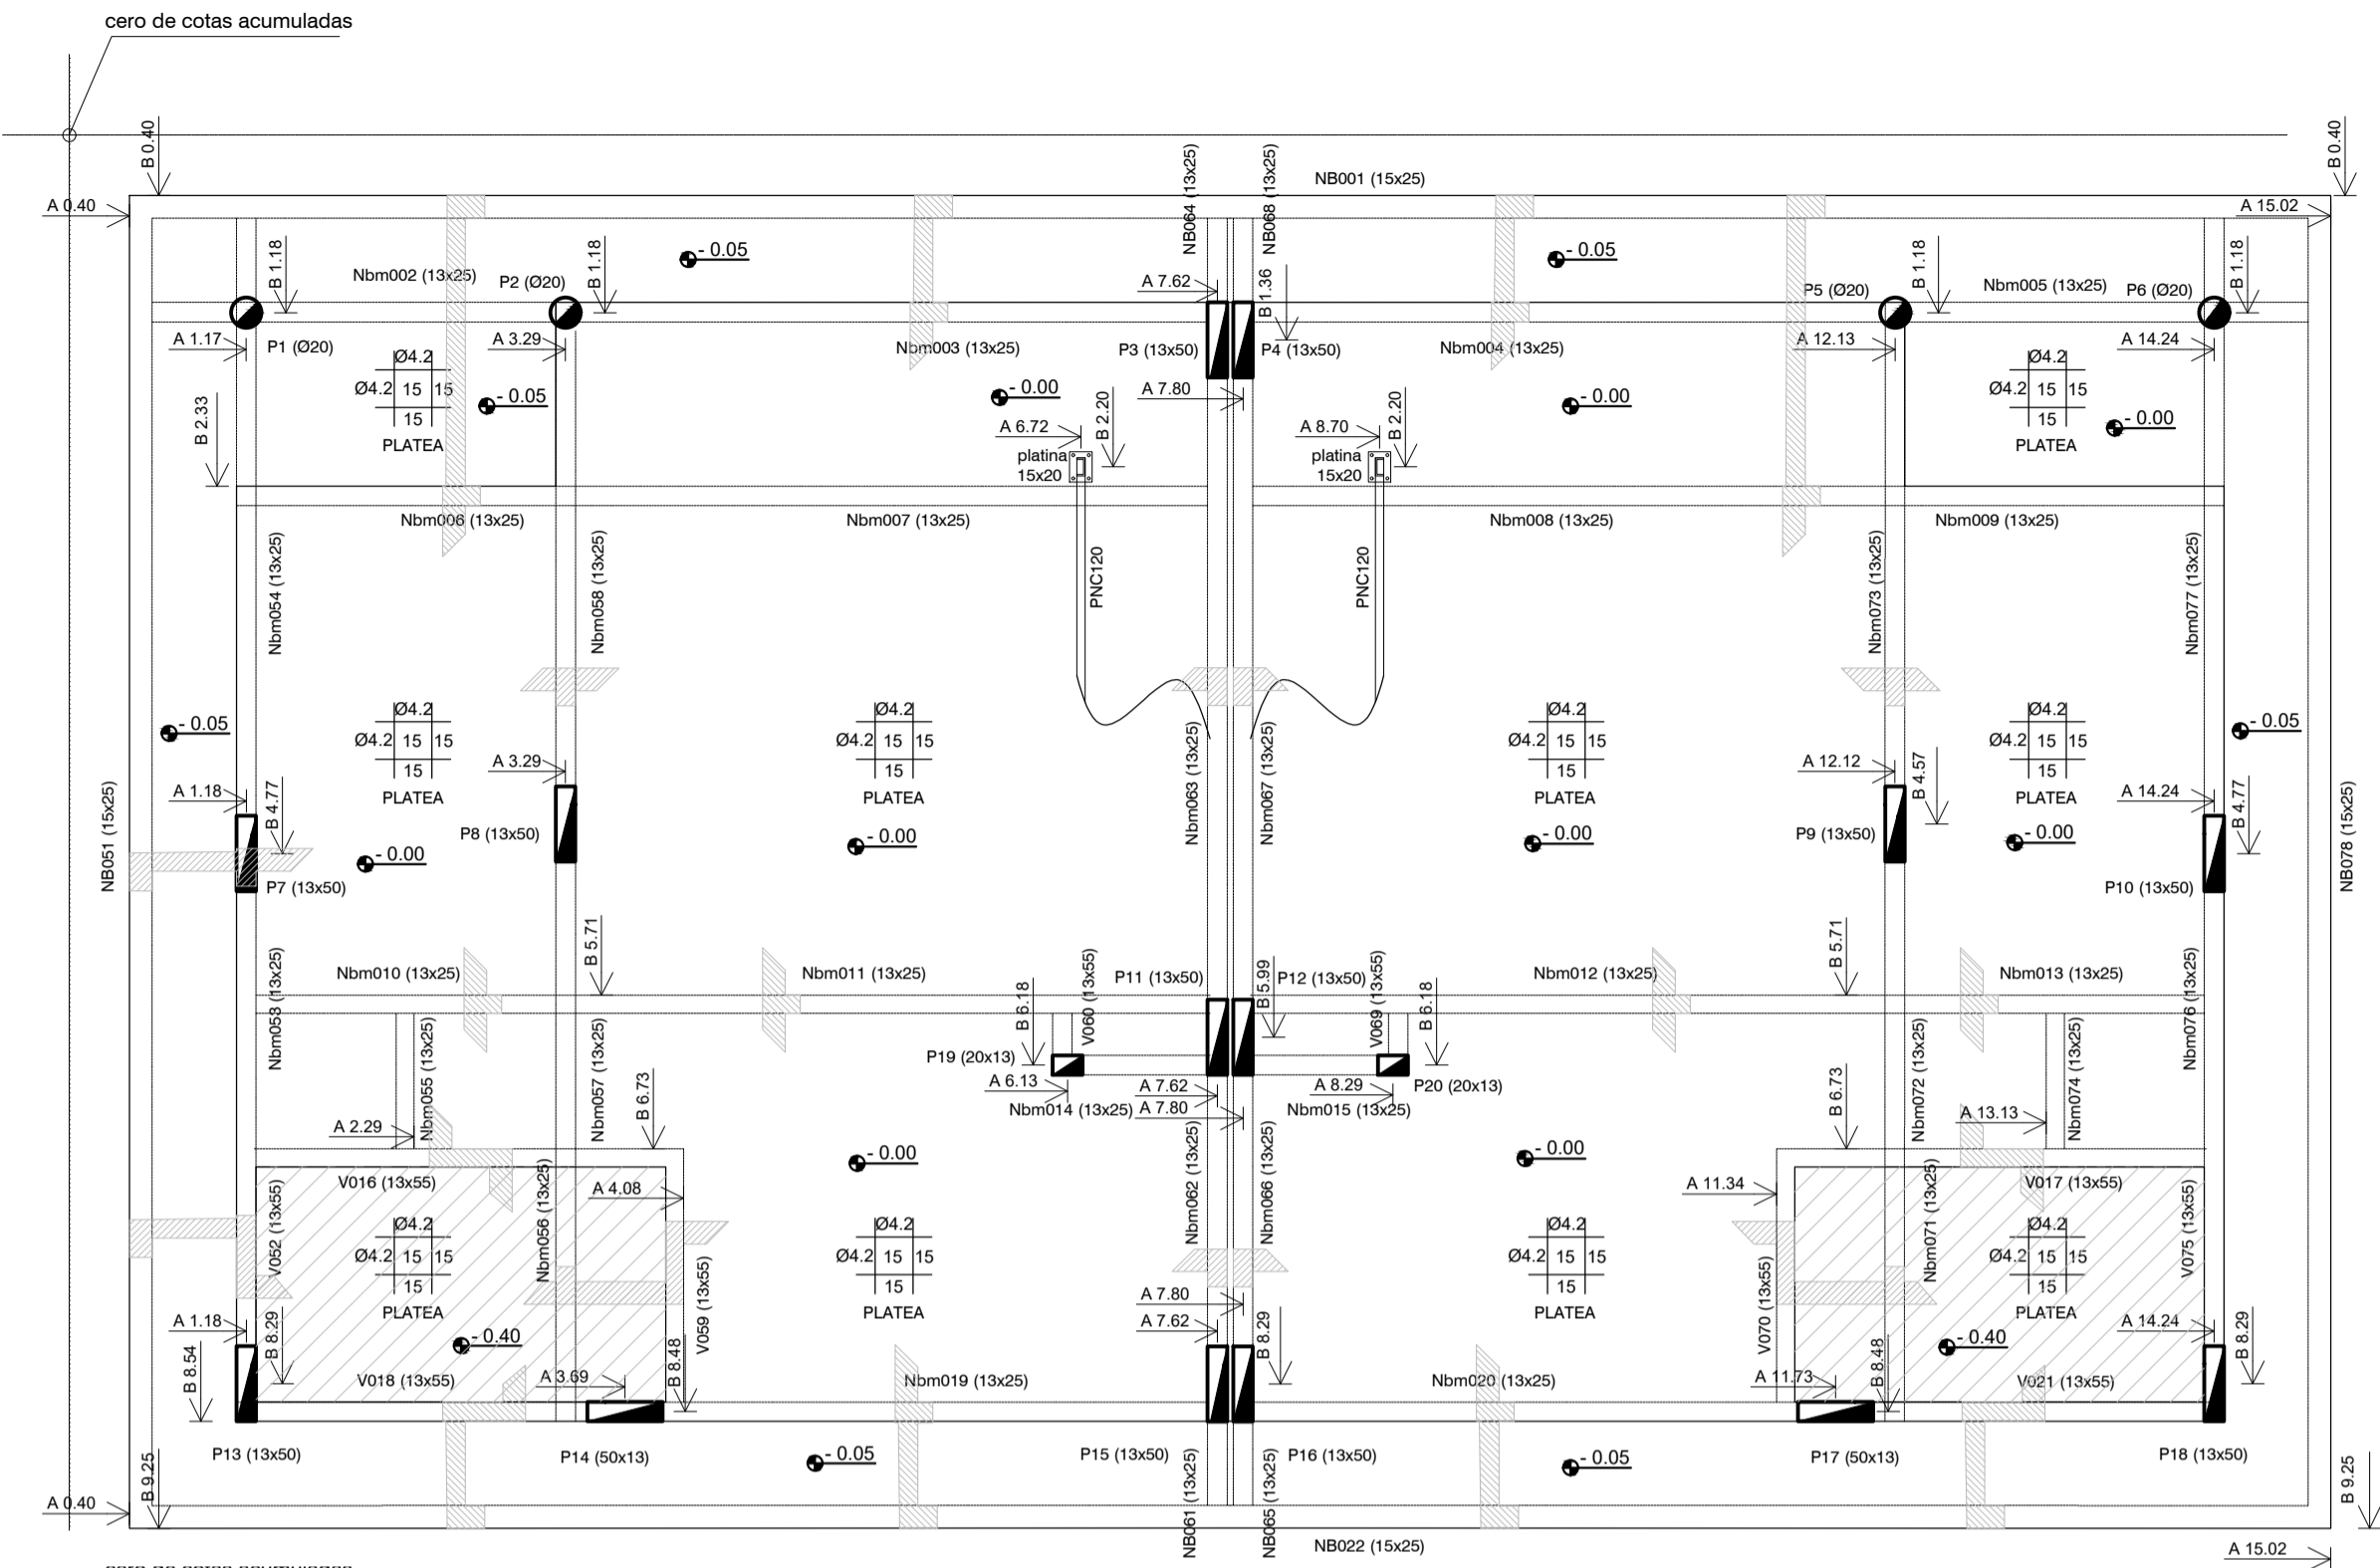 cero de cotas acumuladas
B 0.40
B 0.40
NB064 (13x25)
NB068 (13x25)
NB001 (15x25)
A 0.40
A 15.02
B 1.18
Nbm002 (13x25)
P2 (Ø20)
B 1.18
- 0.05
A 7.62
B 1.36
- 0.05
P5 (Ø20)
B 1.18
Nbm005 (13x25)
P6 (Ø20)
B 1.18
A 1.17
P1 (Ø20)
A 3.29
Nbm003 (13x25)
P3 (13x50)
P4 (13x50)
Nbm004 (13x25)
A 12.13
A 14.24
Ø4.2
Ø4.2 15 15
15
PLATEA
- 0.05
- 0.00
A 7.80
- 0.00
Ø4.2
Ø4.2 15 15
15
PLATEA
- 0.00
B 2.33
A 6.72
B 2.20
platina
15x20
A 8.70
B 2.20
platina
15x20
Nbm006 (13x25)
Nbm007 (13x25)
Nbm008 (13x25)
Nbm009 (13x25)
Nbm054 (13x25)
Nbm058 (13x25)
PNC120
PNC120
Nbm073 (13x25)
Nbm077 (13x25)
- 0.05
Ø4.2
Ø4.2 15 15
15
PLATEA
Ø4.2
Ø4.2 15 15
15
PLATEA
Ø4.2
Ø4.2 15 15
15
PLATEA
Ø4.2
Ø4.2 15 15
15
PLATEA
- 0.05
NB051 (15x25)
A 1.18
B 4.77
A 3.29
P8 (13x50)
Nbm063 (13x25)
Nbm067 (13x25)
A 12.12
B 4.57
P9 (13x50)
A 14.24
B 4.77
NB078 (15x25)
- 0.00
- 0.00
- 0.00
- 0.00
P7 (13x50)
P10 (13x50)
B 5.71
B 5.71
Nbm053 (13x25)
Nbm010 (13x25)
Nbm011 (13x25)
V060 (13x55)
P11 (13x50)
B 5.99
P12 (13x50)
V069 (13x55)
Nbm012 (13x25)
Nbm013 (13x25)
Nbm076 (13x25)
B 6.18
B 6.18
P19 (20x13)
P20 (20x13)
A 6.13
A 7.62
A 8.29
Nbm014 (13x25)
A 7.80
Nbm015 (13x25)
Nbm055 (13x25)
Nbm057 (13x25)
B 6.73
A 2.29
B 6.73
Nbm072 (13x25)
A 13.13
Nbm074 (13x25)
- 0.00
- 0.00
V016 (13x55)
V052 (13x55)
Nbm056 (13x25)
A 4.08
Nbm062 (13x25)
Nbm066 (13x25)
A 11.34
V017 (13x55)
Nbm071 (13x25)
V075 (13x55)
Ø4.2
Ø4.2 15 15
15
PLATEA
Ø4.2
Ø4.2 15 15
15
PLATEA
Ø4.2
Ø4.2 15 15
15
PLATEA
Ø4.2
Ø4.2 15 15
15
PLATEA
V059 (13x55)
V070 (13x55)
A 1.18
B 8.29
- 0.40
A 7.80
A 7.62
B 8.29
- 0.40
A 14.24
B 8.29
B 8.54
V018 (13x55)
A 3.69
B 8.48
Nbm019 (13x25)
Nbm020 (13x25)
A 11.73
B 8.48
V021 (13x55)
P13 (13x50)
P14 (50x13)
- 0.05
P15 (13x50)
P16 (13x50)
- 0.05
P17 (50x13)
P18 (13x50)
B 9.25
A 0.40
NB061 (13x25)
NB065 (13x25)
B 9.25
NB022 (15x25)
A 15.02